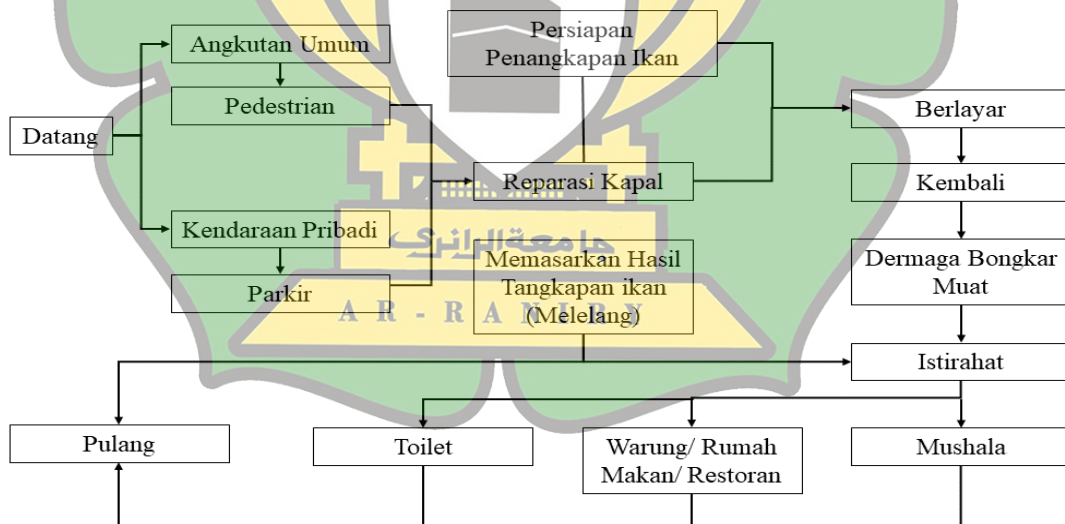 Angkutan Umum
Pedestrian
Datang
Kendaraan Pribadi
Parkir
Persiapan
Penangkapan Ikan
Reparasi Kapal
Memasarkan Hasil
Tangkapan ikan
(Melelang)
Berlayar
Kembali
Dermaga Bongkar
Muat
Istirahat
Pulang
Toilet
Warung/ Rumah
Makan/ Restoran
Mushala
جامعة الرانري
A R - R A N I R Y